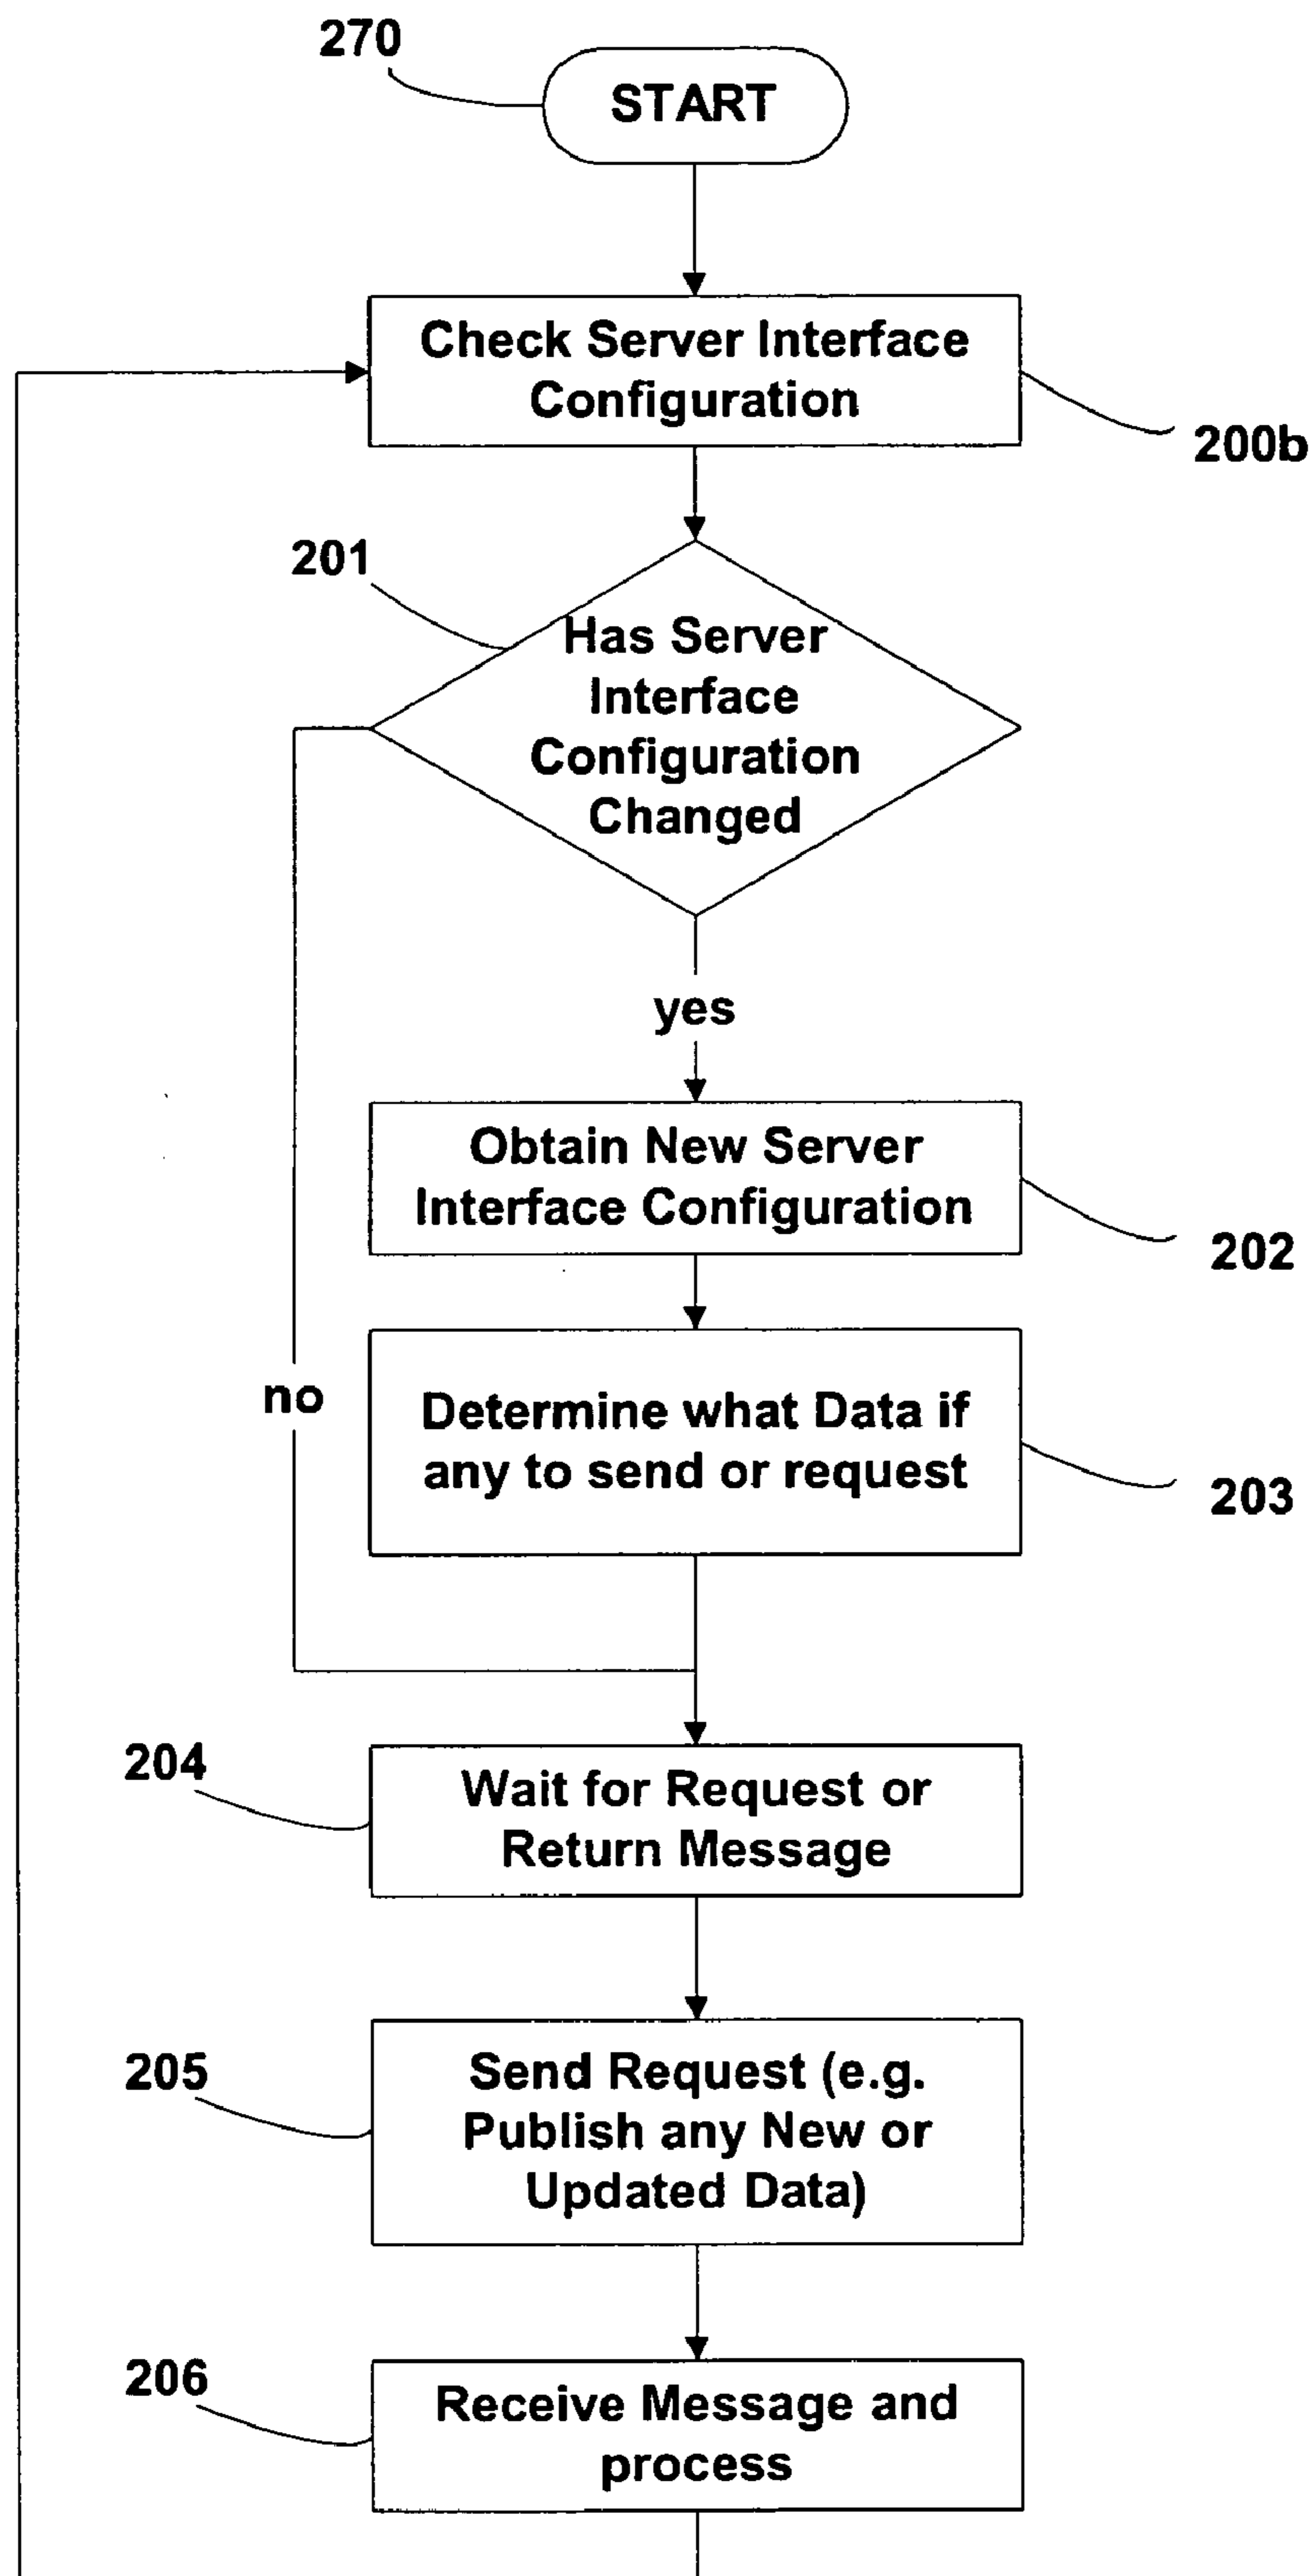 270
START
Check Server Interface
Configuration
200b
201
Has Server
Interface
Configuration
Changed
yes
Obtain New Server
Interface Configuration
202
no
Determine what Data if
any to send or request
203
204
Wait for Request or
Return Message
205
Send Request (e.g.
Publish any New or
Updated Data)
206
Receive Message and
process